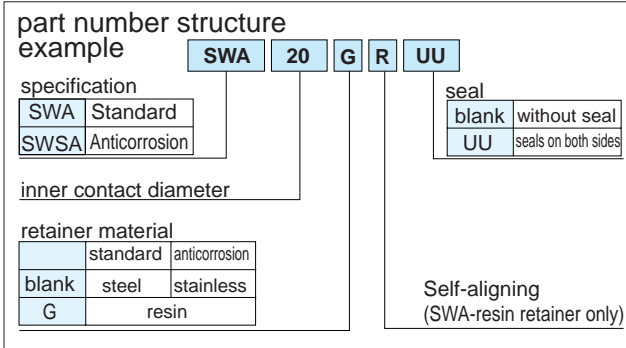 part number structure
example
SWA 20 G R UU
specification
SWA Standard
SWSA Anticorrosion
seal
blank without seal
UU seals on both sides
inner contact diameter
retainer material
standard anticorrosion
blank steel stainless
G resin
Self-aligning
(SWA-resin retainer only)